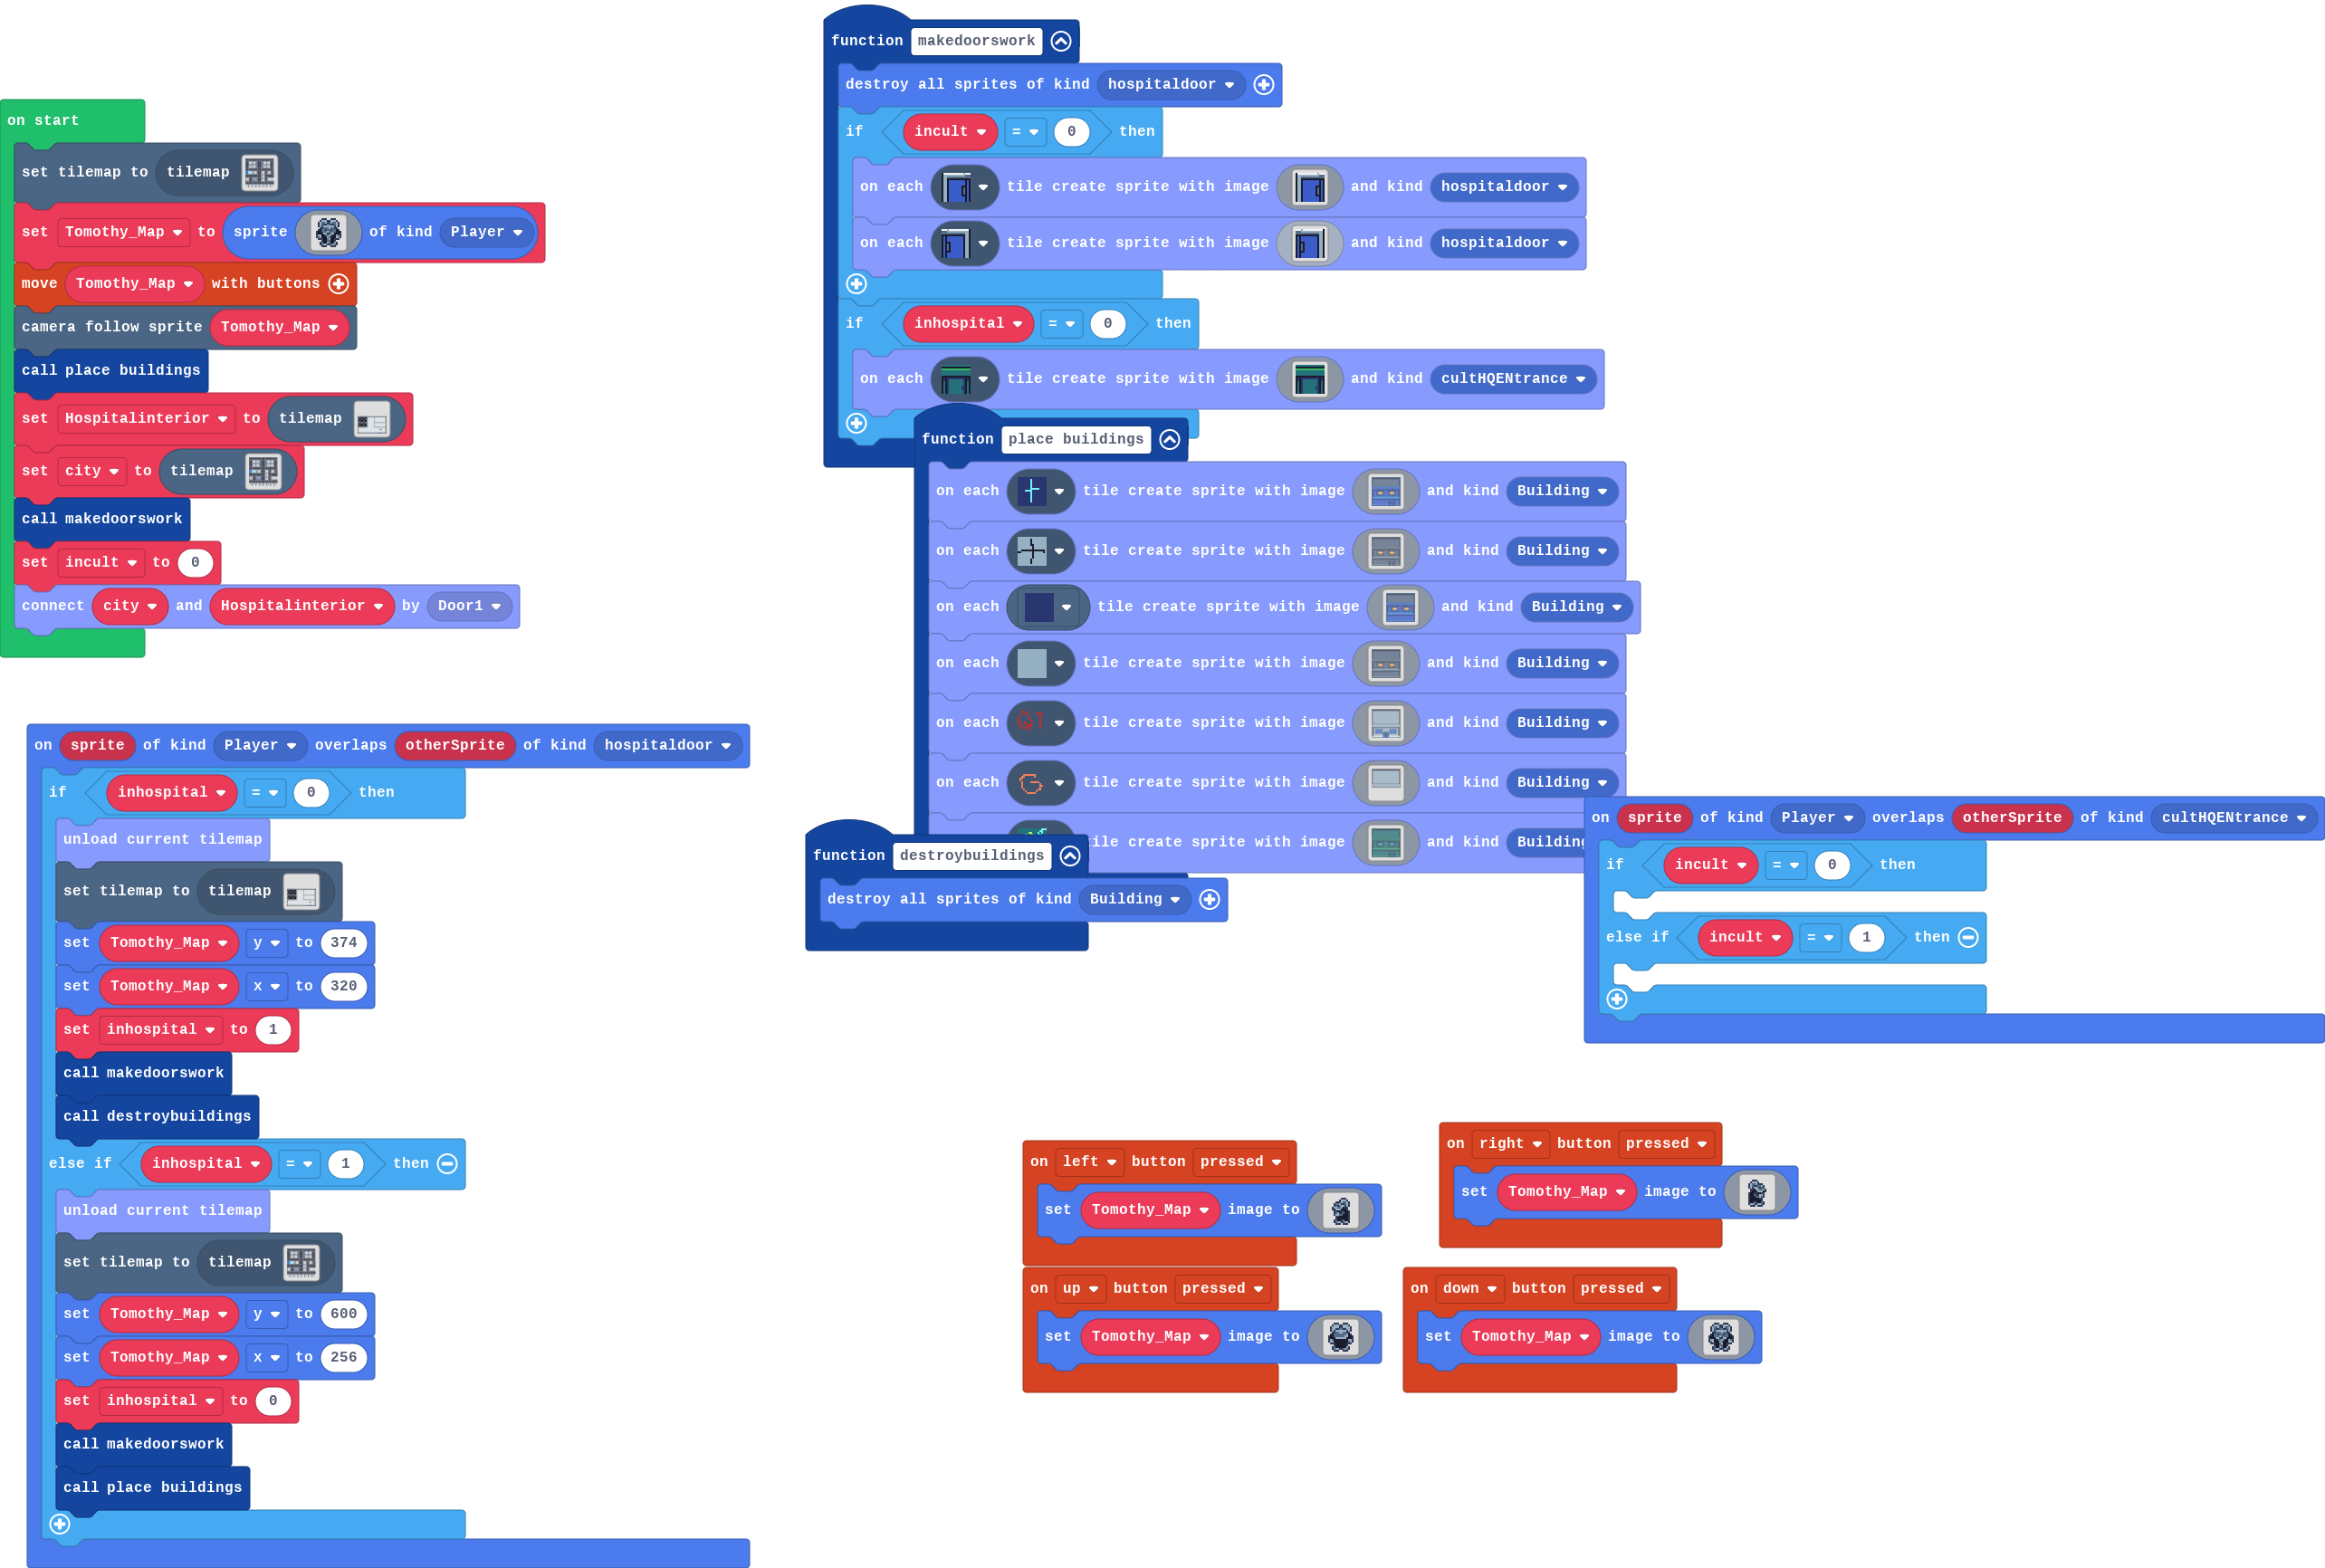 on start
set tilemap to tilemap
set Tomothy_Map to sprite of kind Player
move Tomothy_Map with buttons
camera follow sprite Tomothy_Map
call place buildings
set Hospitalinterior to tilemap
set city to tilemap
call makedoorswork
set incult to 0
connect city and Hospitalinterior by Door1
function makedoorswork
destroy all sprites of kind hospitaldoor
if incult = 0 then
on each tile create sprite with image and kind hospitaldoor
on each tile create sprite with image and kind hospitaldoor
if inhospital = 0 then
on each tile create sprite with image and kind cultHQENtrance
function place buildings
on each tile create sprite with image and kind Building
on each tile create sprite with image and kind Building
on each tile create sprite with image and kind Building
on each tile create sprite with image and kind Building
on each tile create sprite with image and kind Building
on each tile create sprite with image and kind Building
tile create sprite with image and kind Building
function destroybuildings
destroy all sprites of kind Building
on sprite of kind Player overlaps otherSprite of kind hospitaldoor
if inhospital = 0 then
unload current tilemap
set tilemap to tilemap
set Tomothy_Map y to 374
set Tomothy_Map x to 320
set inhospital to 1
call makedoorswork
call destroybuildings
else if inhospital = 1 then
unload current tilemap
set tilemap to tilemap
set Tomothy_Map y to 600
set Tomothy_Map x to 256
set inhospital to 0
call makedoorswork
call place buildings
on sprite of kind Player overlaps otherSprite of kind cultHQENtrance
if incult = 0 then
else if incult = 1 then
on left button pressed
set Tomothy_Map image to
on right button pressed
set Tomothy_Map image to
on up button pressed
set Tomothy_Map image to
on down button pressed
set Tomothy_Map image to